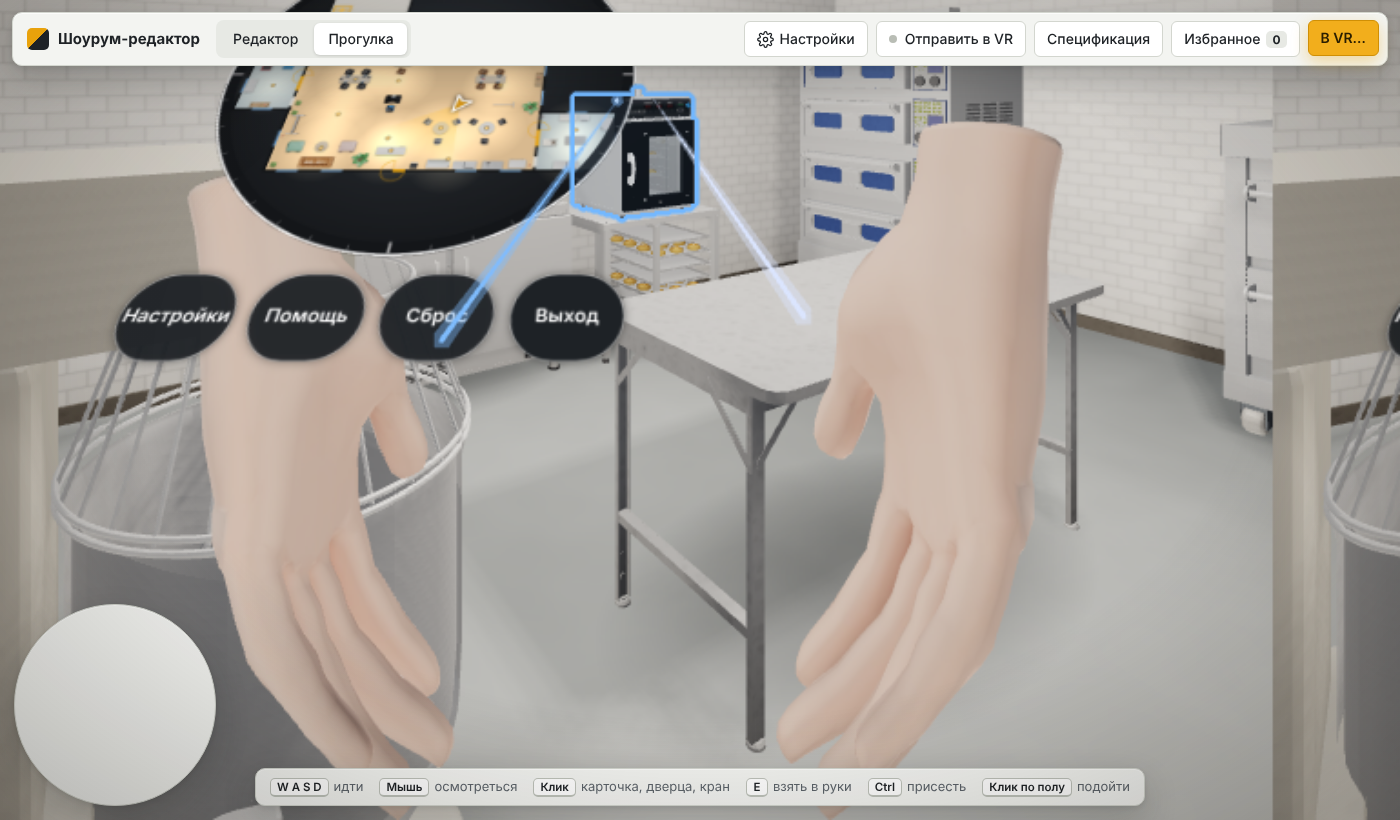 Шоурум-редактор
Редактор
Прогулка
Настройки
Отправить в VR
Спецификация
Избранное 0
В VR...
Настройки
Помощь
Сброс
Выход
W A S D идти
Мышь осмотреться
Клик карточка, дверца, кран
E взять в руки
Ctrl присесть
Клик по полу подойти